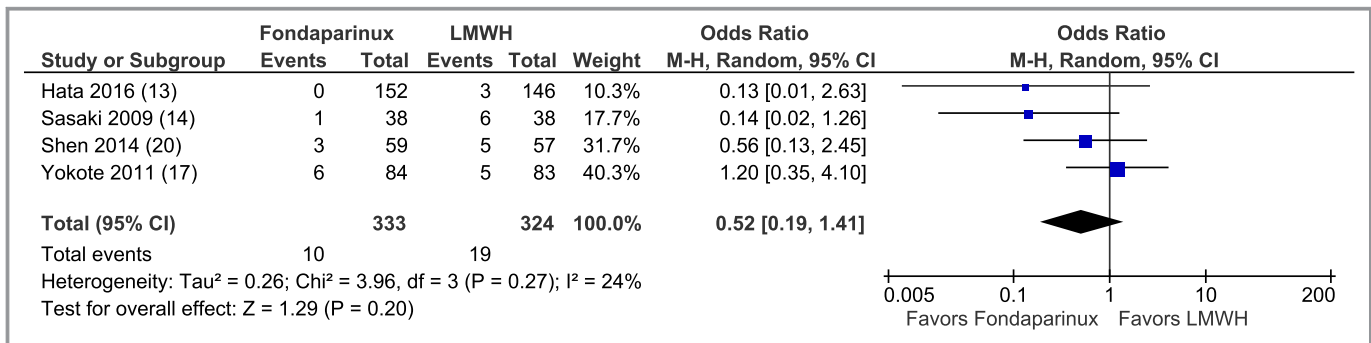 Fondaparinux LMWH Odds Ratio Odds Ratio
Study or Subgroup Events Total Events Total Weight M-H, Random, 95% CI M-H, Random, 95% CI
Hata 2016 (13) 0 152 3 146 10.3% 0.13 [0.01, 2.63]
Sasaki 2009 (14) 1 38 6 38 17.7% 0.14 [0.02, 1.26]
Shen 2014 (20) 3 59 5 57 31.7% 0.56 [0.13, 2.45]
Yokote 2011 (17) 6 84 5 83 40.3% 1.20 [0.35, 4.10]
Total (95% CI) 333 324 100.0% 0.52 [0.19, 1.41]
Total events 10 19
Heterogeneity: Tau² = 0.26; Chi² = 3.96, df = 3 (P = 0.27); I² = 24%
Test for overall effect: Z = 1.29 (P = 0.20)
0.005 0.1 1 10 200
Favors Fondaparinux Favors LMWH